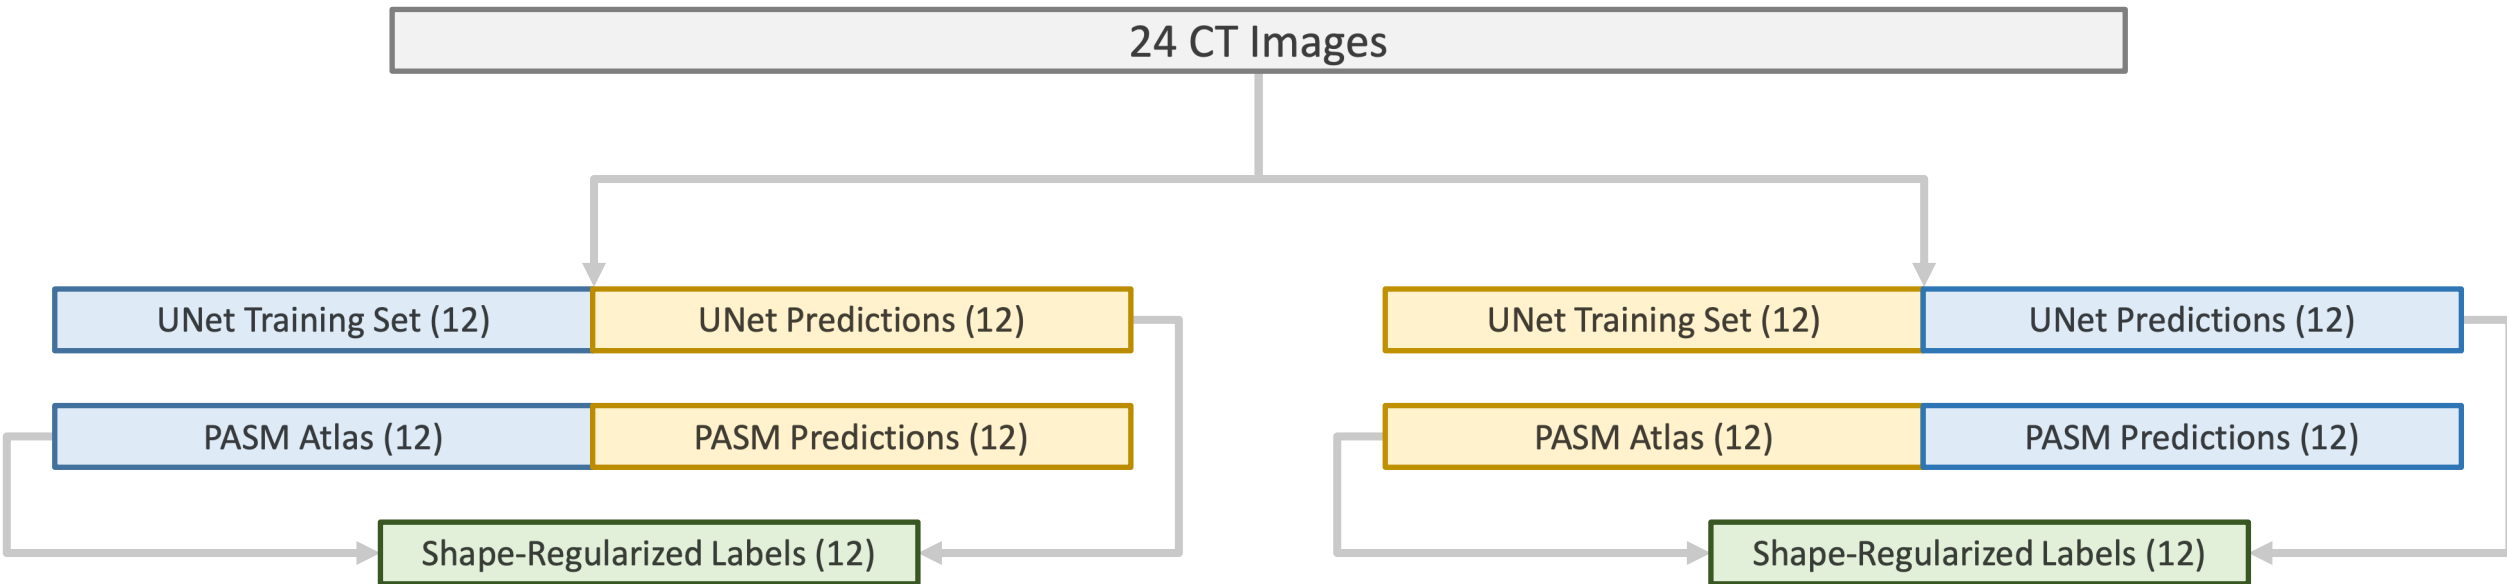 24 CT Images
UNet Training Set (12)
UNet Predictions (12)
UNet Training Set (12)
UNet Predictions (12)
PASM Atlas (12)
PASM Predictions (12)
PASM Atlas (12)
PASM Predictions (12)
Shape-Regularized Labels (12)
Shpe-Regularized Labels (12)